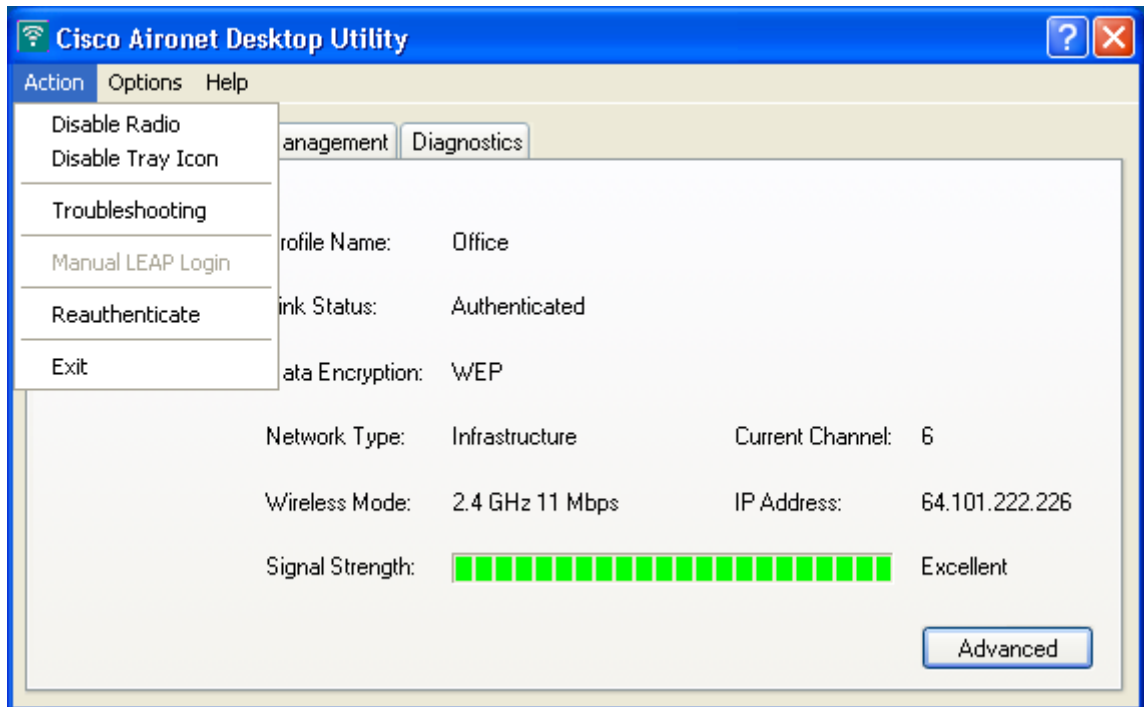 Cisco Aironet Desktop Utility
Action Options Help
Disable Radio
Disable Tray Icon
Troubleshooting
Manual LEAP Login
Reauthenticate
Exit
anagement Diagnostics
rofile Name: Office
ink Status: Authenticated
ata Encryption: WEP
Network Type: Infrastructure Current Channel: 6
Wireless Mode: 2.4 GHz 11 Mbps IP Address: 64.101.222.226
Signal Strength: Excellent
Advanced